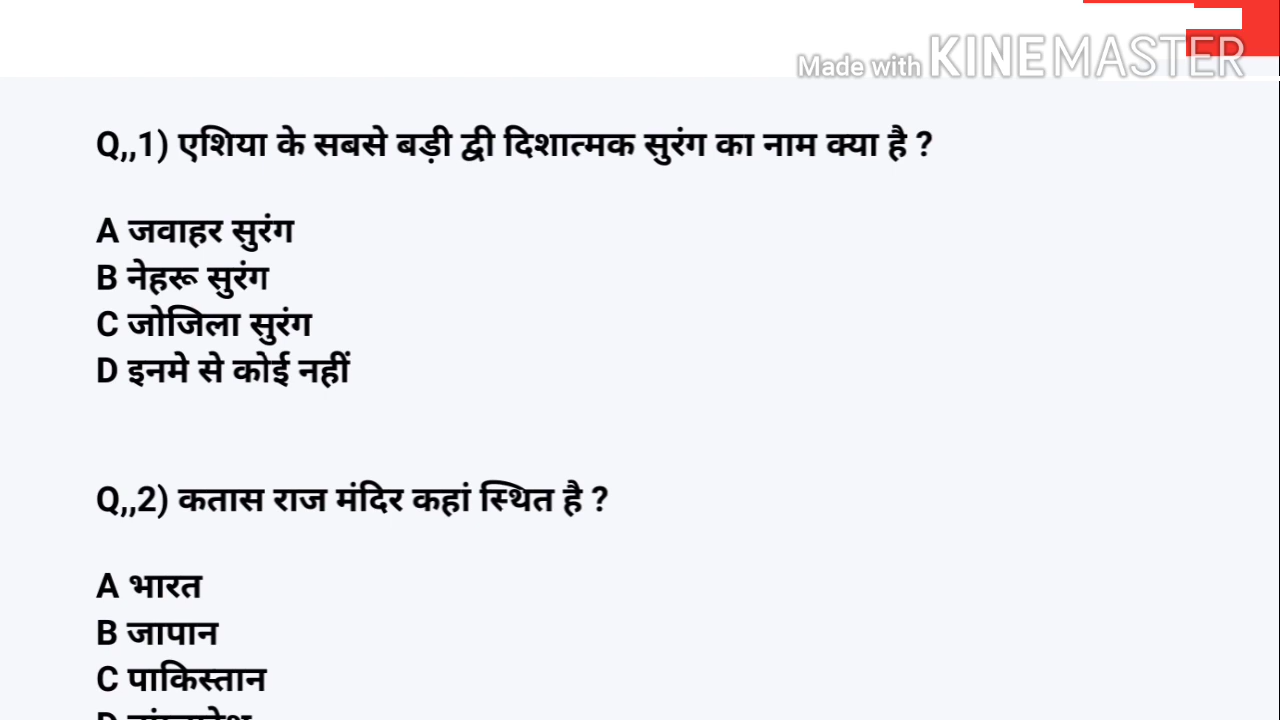 Made with KINEMASTER
Q,,1) एशिया के सबसे बड़ी द्वी दिशात्मक सुरंग का नाम क्या है ?
A जवाहर सुरंग
B नेहरू सुरंग
C जोजिला सुरंग
D इनमे से कोई नहीं
Q,,2) कतास राज मंदिर कहां स्थित है ?
A भारत
B जापान
C पाकिस्तान
D